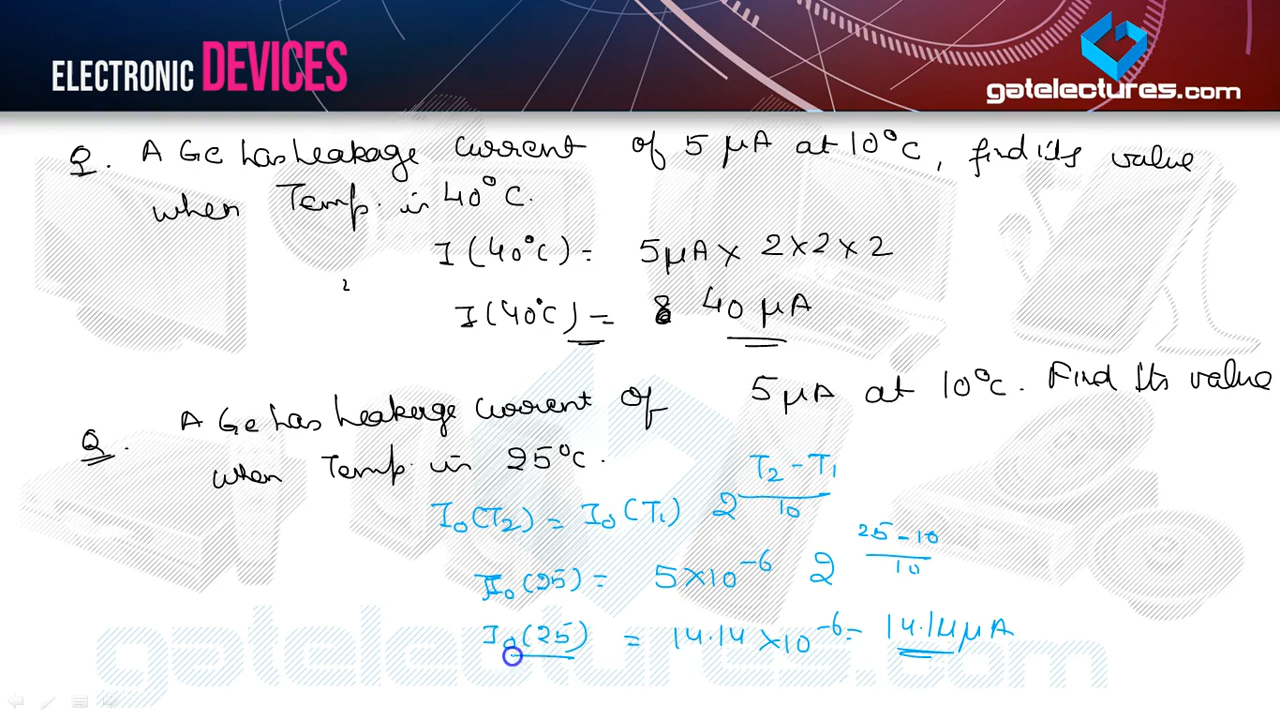 ELECTRONIC DEVICES
gatelectures.com
Q. A Ge has Leakage current of 5 μA at 10°C, find its value
when Temp. is 40°C.
I(40°C) = 5μA × 2×2×2
2
I(40°C) = 40 μA
Q. A Ge has Leakage current of 5 μA at 10°C. Find Its value
when Temp. is 25°C.
I₀(T₂) = I₀(T₁) 2^((T₂-T₁)/10)
I₀(25) = 5×10⁻⁶ 2^((25-10)/10)
I₀(25) = 14.14 ×10⁻⁶ = 14.14μA
gatelectures.com